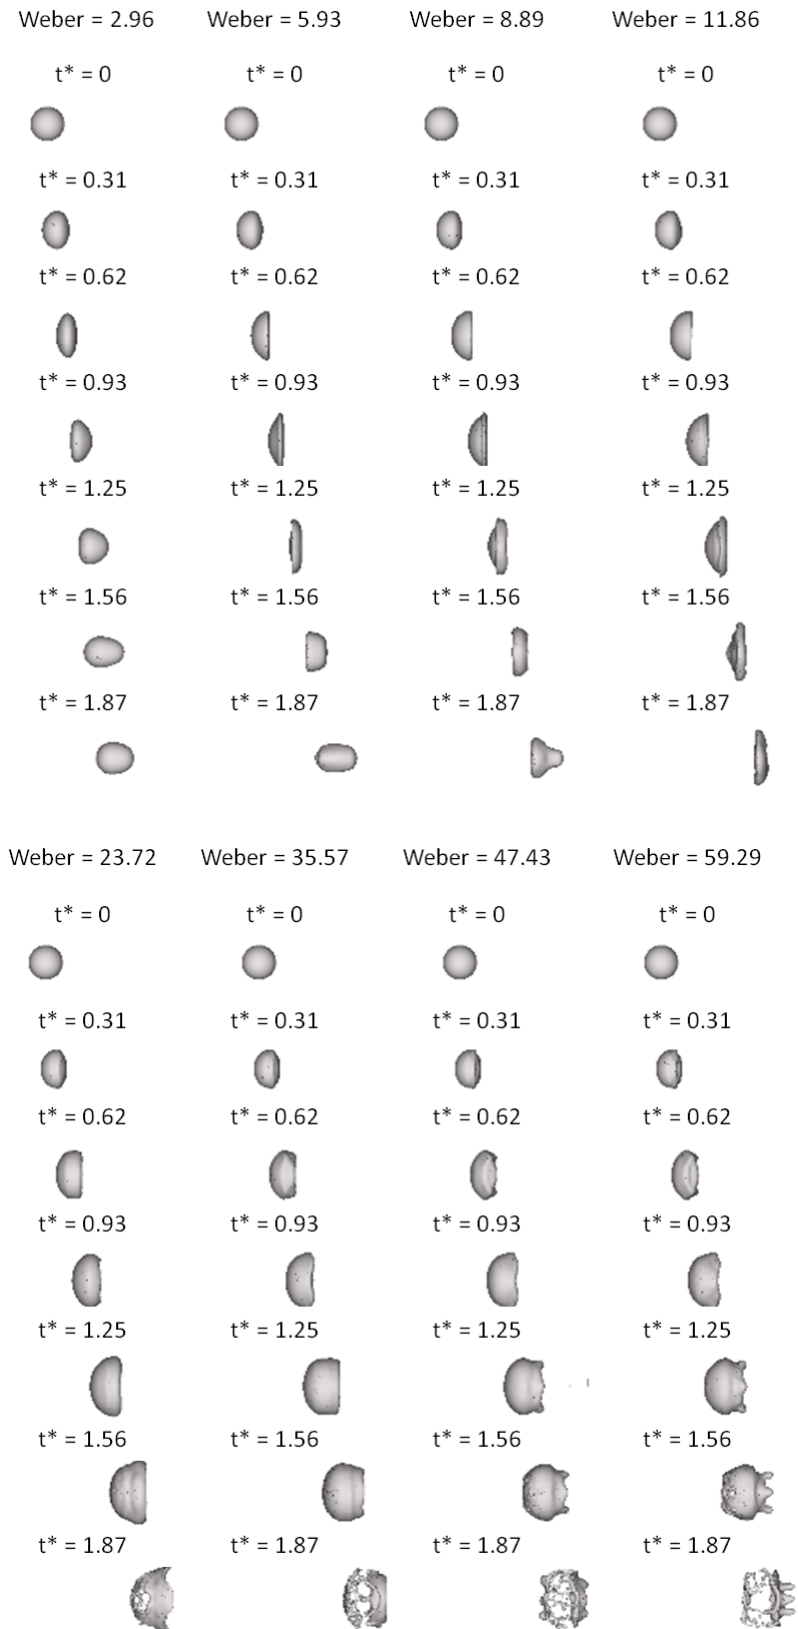 Weber = 2.96 Weber = 5.93 Weber = 8.89 Weber = 11.86
t* = 0 t* = 0 t* = 0 t* = 0
t* = 0.31 t* = 0.31 t* = 0.31 t* = 0.31
t* = 0.62 t* = 0.62 t* = 0.62 t* = 0.62
t* = 0.93 t* = 0.93 t* = 0.93 t* = 0.93
t* = 1.25 t* = 1.25 t* = 1.25 t* = 1.25
t* = 1.56 t* = 1.56 t* = 1.56 t* = 1.56
t* = 1.87 t* = 1.87 t* = 1.87 t* = 1.87
Weber = 23.72 Weber = 35.57 Weber = 47.43 Weber = 59.29
t* = 0 t* = 0 t* = 0 t* = 0
t* = 0.31 t* = 0.31 t* = 0.31 t* = 0.31
t* = 0.62 t* = 0.62 t* = 0.62 t* = 0.62
t* = 0.93 t* = 0.93 t* = 0.93 t* = 0.93
t* = 1.25 t* = 1.25 t* = 1.25 t* = 1.25
t* = 1.56 t* = 1.56 t* = 1.56 t* = 1.56
t* = 1.87 t* = 1.87 t* = 1.87 t* = 1.87